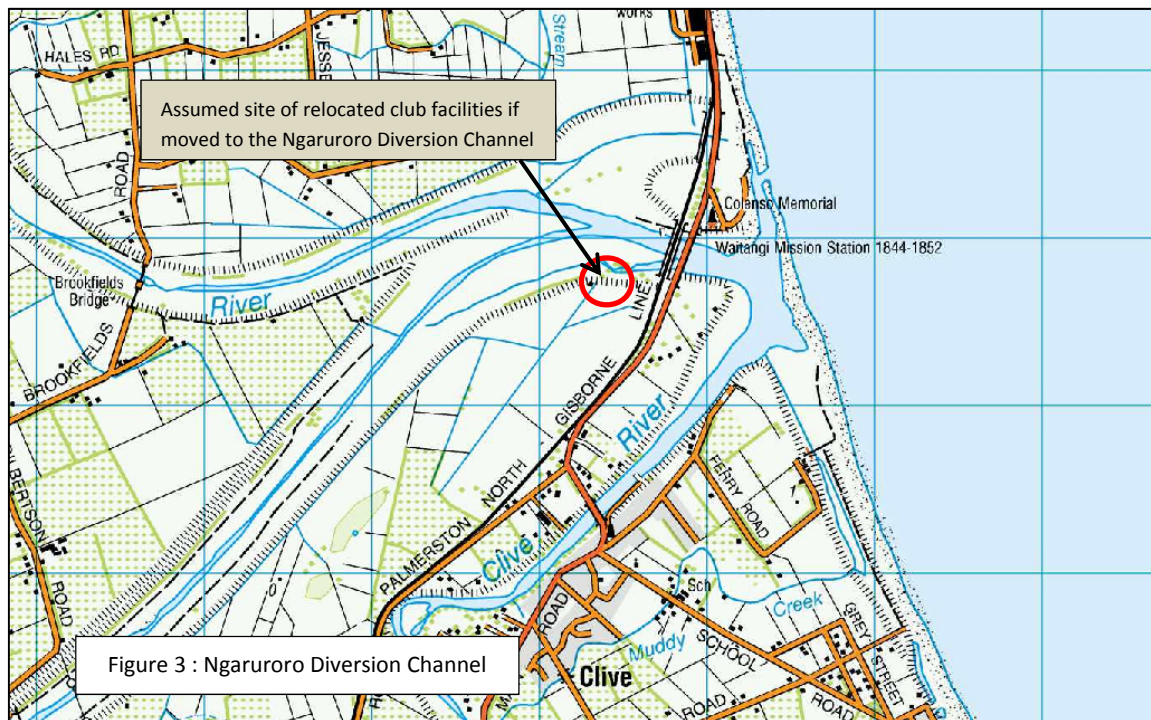 works
Stream
HALES RD
JESSE
Assumed site of relocated club facilities if
moved to the Ngaruroro Diversion Channel
ROAD
Colenso Memorial
Waitangi Mission Station 1844-1852
Brookfields
Bridge
River
LINE
BROOKFIELDS
GISBORNE
River
NORTH
FERRY
ROAD
BERTSON
ROAD
PALMERSTON
Clive
Sch
Creek
ROAD
Muddy
SCHOOL
GREY
STREET
Figure 3 : Ngaruroro Diversion Channel
Clive
ROAD
ROAD